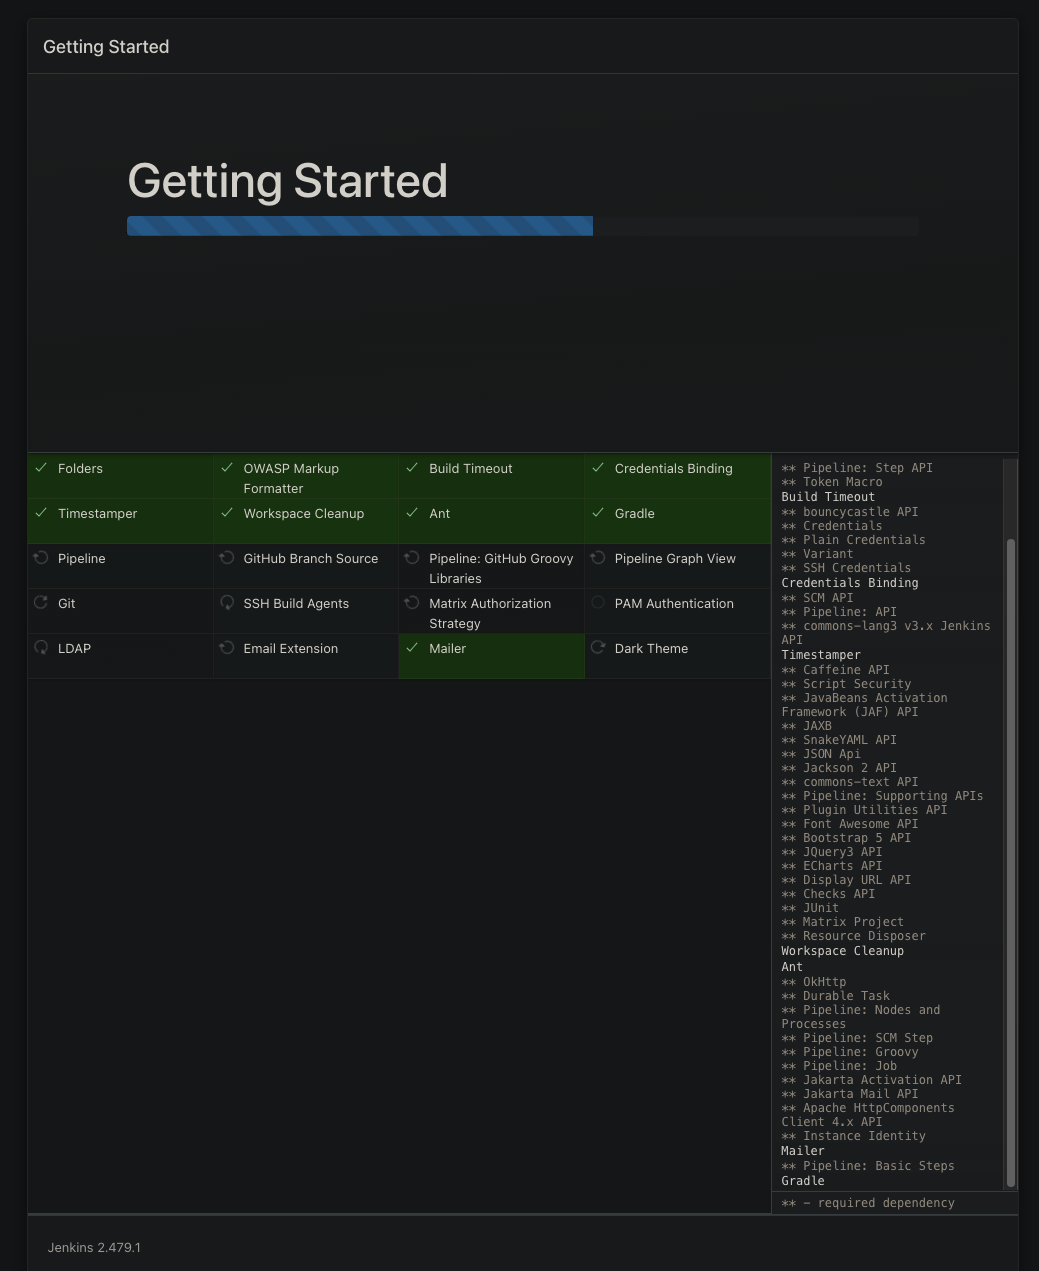 Getting Started
Getting Started
Folders
OWASP Markup
Formatter
Build Timeout
Credentials Binding
Timestamper
Workspace Cleanup
Ant
Gradle
Pipeline
GitHub Branch Source
Pipeline: GitHub Groovy
Libraries
Pipeline Graph View
Git
SSH Build Agents
Matrix Authorization
Strategy
PAM Authentication
LDAP
Email Extension
Mailer
Dark Theme
** Pipeline: Step API
** Token Macro
Build Timeout
** bouncycastle API
** Credentials
** Plain Credentials
** Variant
** SSH Credentials
Credentials Binding
** SCM API
** Pipeline: API
** commons-lang3 v3.x Jenkins
API
Timestamper
** Caffeine API
** Script Security
** JavaBeans Activation
Framework (JAF) API
** JAXB
** SnakeYAML API
** JSON Api
** Jackson 2 API
** commons-text API
** Pipeline: Supporting APIs
** Plugin Utilities API
** Font Awesome API
** Bootstrap 5 API
** JQuery3 API
** ECharts API
** Display URL API
** Checks API
** JUnit
** Matrix Project
** Resource Disposer
Workspace Cleanup
Ant
** OkHttp
** Durable Task
** Pipeline: Nodes and
Processes
** Pipeline: SCM Step
** Pipeline: Groovy
** Pipeline: Job
** Jakarta Activation API
** Jakarta Mail API
** Apache HttpComponents
Client 4.x API
** Instance Identity
Mailer
** Pipeline: Basic Steps
Gradle
** - required dependency
Jenkins 2.479.1